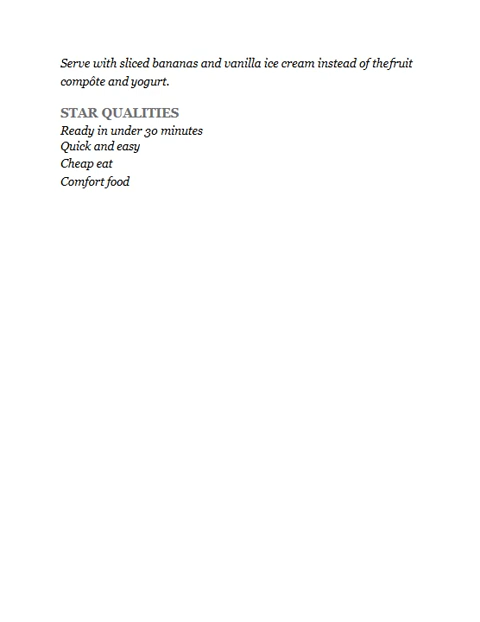 Serve with sliced bananas and vanilla ice cream instead of thefruit
compôte and yogurt.
STAR QUALITIES
Ready in under 30 minutes
Quick and easy
Cheap eat
Comfort food